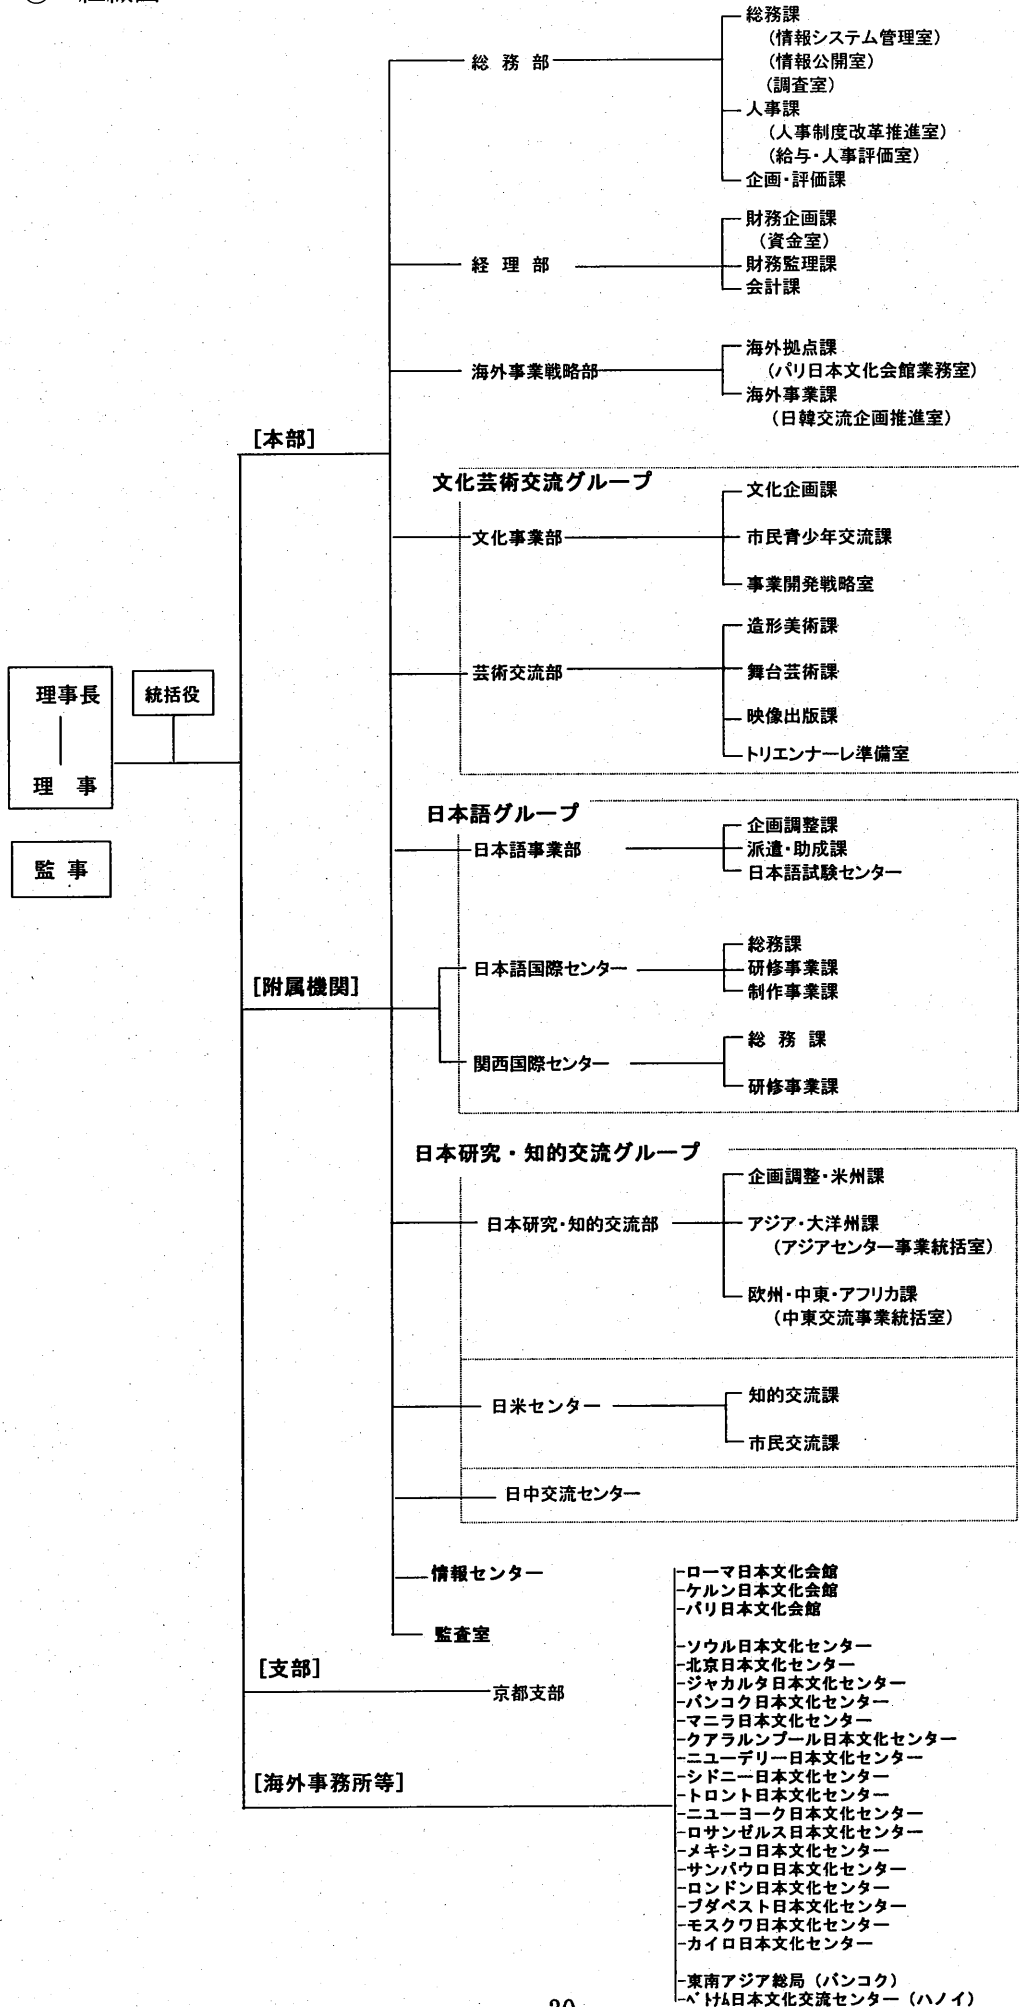 総務課
(情報システム管理室)
(情報公開室)
(調査室)
総務部
人事課
(人事制度改革推進室)
(給与・人事評価室)
企画・評価課
財務企画課
(資金室)
経理部
財務監理課
会計課
海外拠点課
海外事業戦略部
(パリ日本文化会館業務室)
海外事業課
(日韓交流企画推進室)
[本部]
文化芸術交流グループ
文化企画課
文化事業部
市民青少年交流課
事業開発戦略室
造形美術課
芸術交流部
舞台芸術課
映像出版課
トリエンナーレ準備室
理事長
統括役
理事
監事
日本語グループ
企画調整課
日本語事業部
派遣・助成課
日本語試験センター
総務課
日本語国際センター
研修事業課
制作事業課
[附属機関]
総務課
関西国際センター
研修事業課
日本研究・知的交流グループ
企画調整・米州課
日本研究・知的交流部
アジア・大洋州課
(アジアセンター事業統括室)
欧州・中東・アフリカ課
(中東交流事業統括室)
知的交流課
日米センター
市民交流課
日中交流センター
情報センター
監査室
[支部]
京都支部
[海外事務所等]
-ローマ日本文化会館
-ケルン日本文化会館
-パリ日本文化会館
-ソウル日本文化センター
-北京日本文化センター
-ジャカルタ日本文化センター
-バンコク日本文化センター
-マニラ日本文化センター
-クアラルンプール日本文化センター
-ニューデリー日本文化センター
-シドニー日本文化センター
-トロント日本文化センター
-ニューヨーク日本文化センター
-ロサンゼルス日本文化センター
-メキシコ日本文化センター
-サンパウロ日本文化センター
-ロンドン日本文化センター
-ブダペスト日本文化センター
-モスクワ日本文化センター
-カイロ日本文化センター
-東南アジア総局(バンコク)
-ベトナム日本文化交流センター(ハノイ)